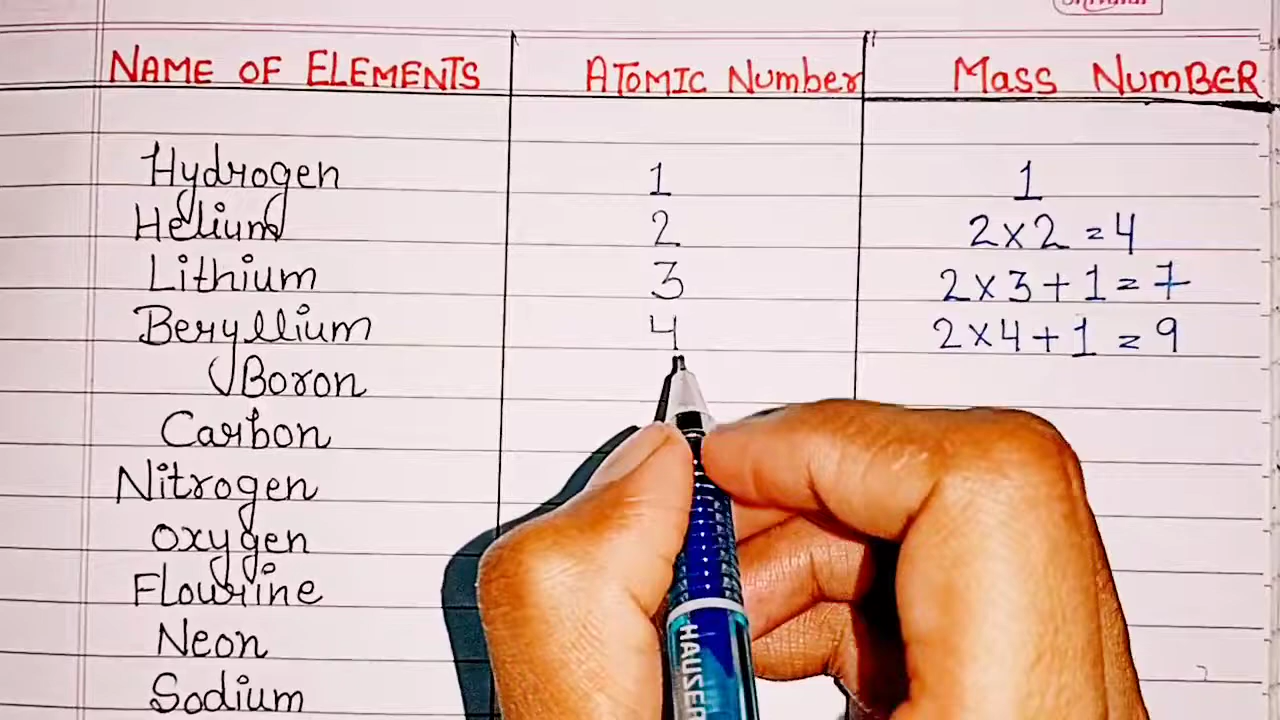 NAME OF ELEMENTS ATOMIC Number MASS NUMBER
Hydrogen 1 1
Helium 2 2×2=4
Lithium 3 2×3+1=7
Beryllium 4 2×4+1=9
Boron
Carbon
Nitrogen
Oxygen
Flourine
Neon
Sodium
HAUSER